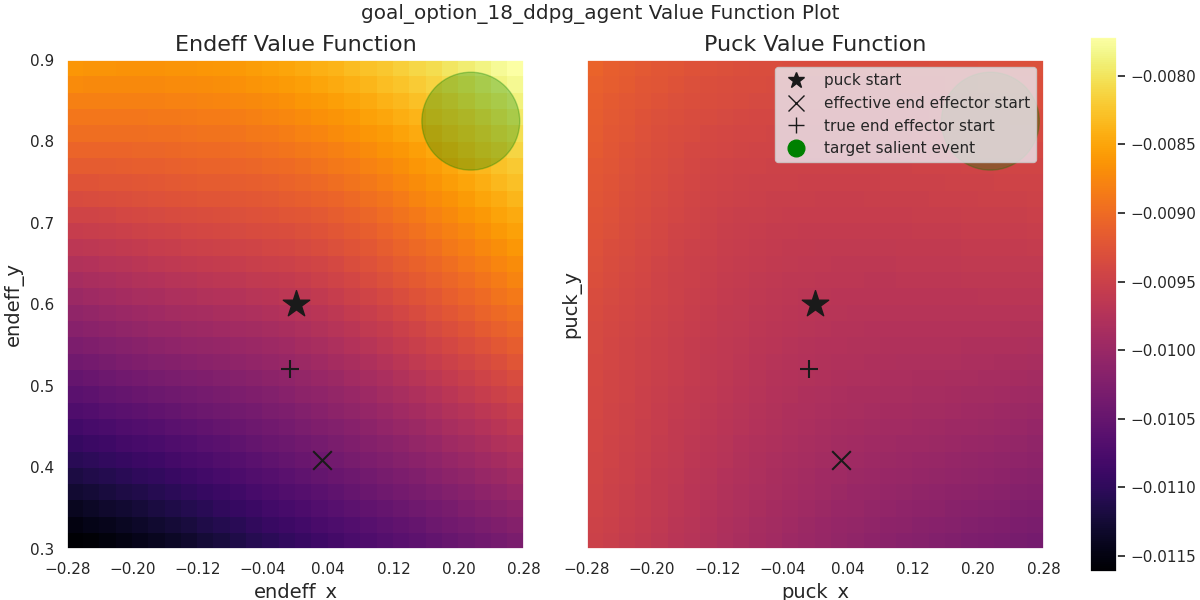 goal_option_18_ddpg_agent Value Function Plot
Endeff Value Function
Puck Value Function
endeff_y
0.9
0.8
0.7
0.6
0.5
0.4
0.3
−0.28 −0.20 −0.12 −0.04 0.04 0.12 0.20 0.28
endeff_x
puck_y
puck start
effective end effector start
true end effector start
target salient event
−0.28 −0.20 −0.12 −0.04 0.04 0.12 0.20 0.28
puck_x
−0.0080
−0.0085
−0.0090
−0.0095
−0.0100
−0.0105
−0.0110
−0.0115